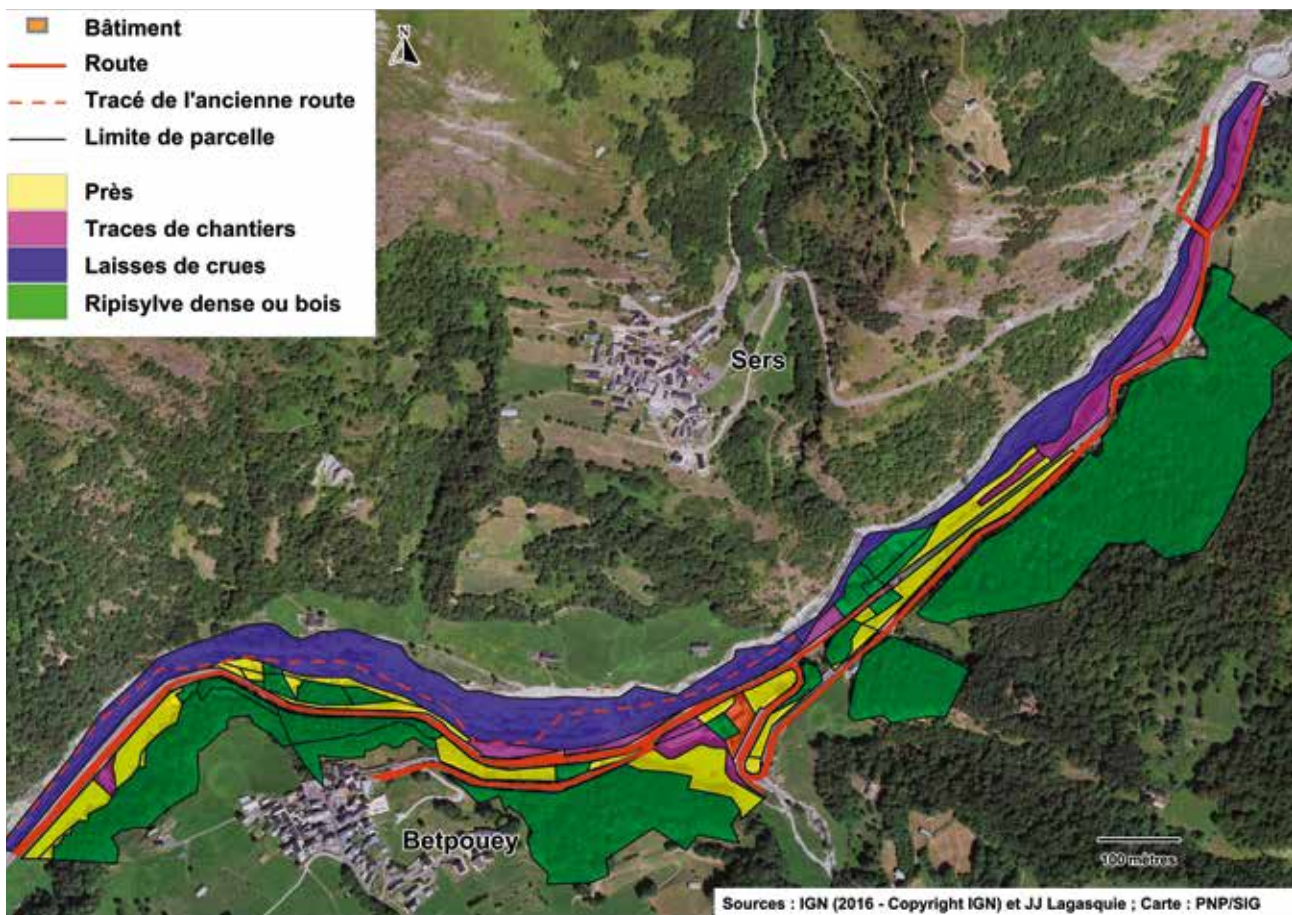 Bâtiment
Route
Tracé de l'ancienne route
Limite de parcelle
Près
Traces de chantiers
Laisses de crues
Ripisylve dense ou bois
N
Sers
Betpouey
100 mètres
Sources : IGN (2016 - Copyright IGN) et JJ Lagasquie ; Carte : PNP/SIG